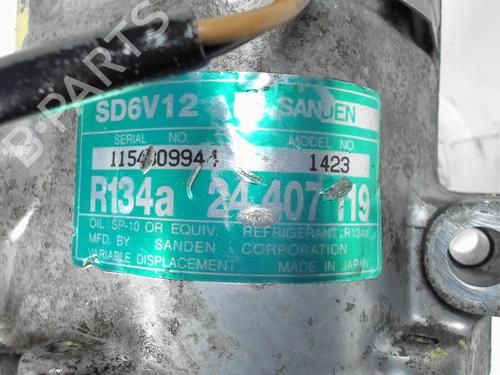 SD6V12 SANDEN
SERIAL NO. MODEL NO.
1423
R134a 24 407 119
OIL: SP-10 OR EQUIV. REFRIGERANT: R134a
MFD. BY SANDEN CORPORATION
VARIABLE DISPLACEMENT MADE IN JAPAN
B-PARTS